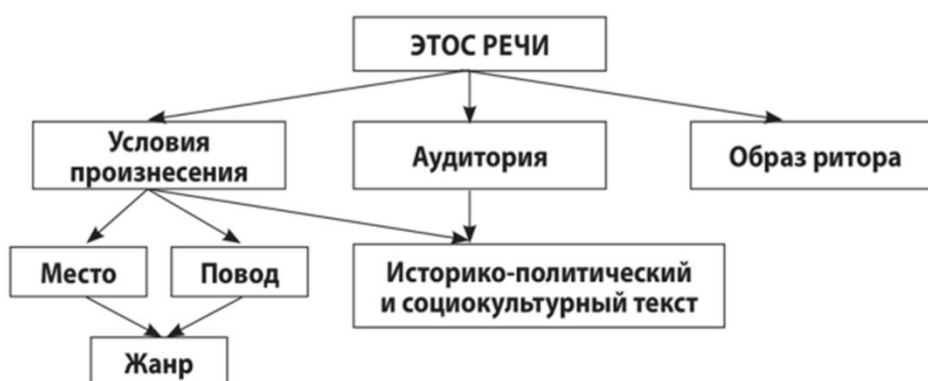 ЭТОС РЕЧИ
Условия
произнесения
Аудитория
Образ ритора
Место
Повод
Историко-политический
и социокультурный текст
Жанр